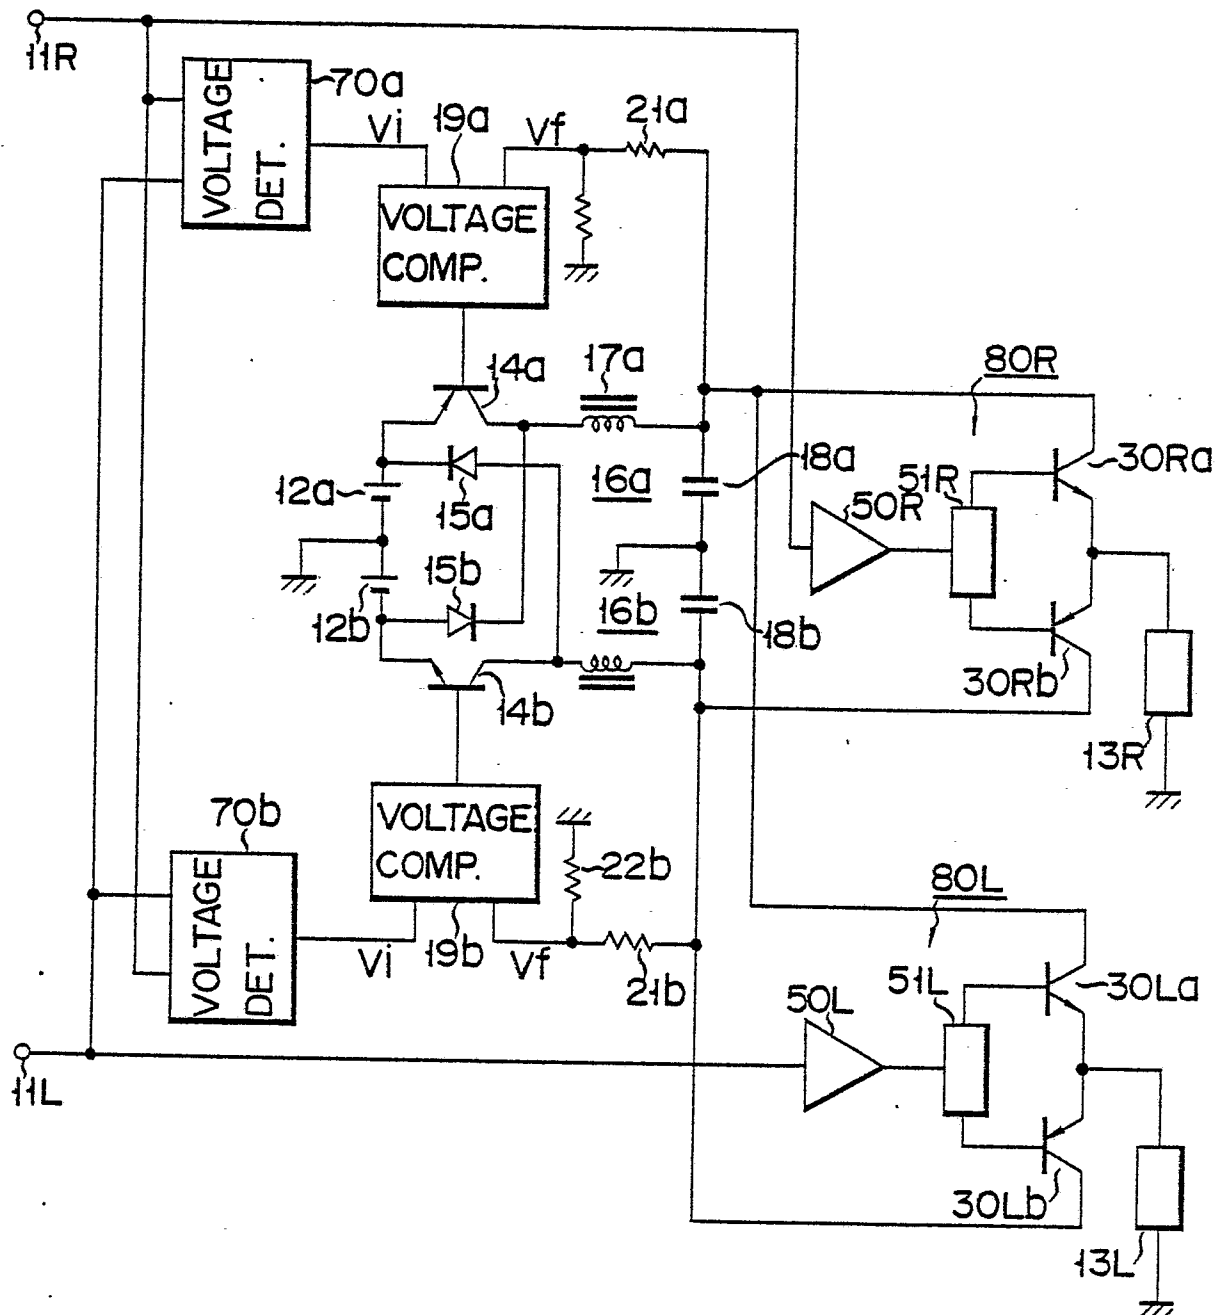 11R
VOLTAGE
DET.
70a
Vi
19a
Vf
21a
VOLTAGE
COMP.
14a
17a
80R
12a
15a
16a
18a
51R
50R
30Ra
15b
12b
16b
18b
14b
30Rb
13R
70b
VOLTAGE
DET.
VOLTAGE
COMP.
22b
80L
Vi
19b
Vf
21b
50L
51L
30La
11L
30Lb
13L